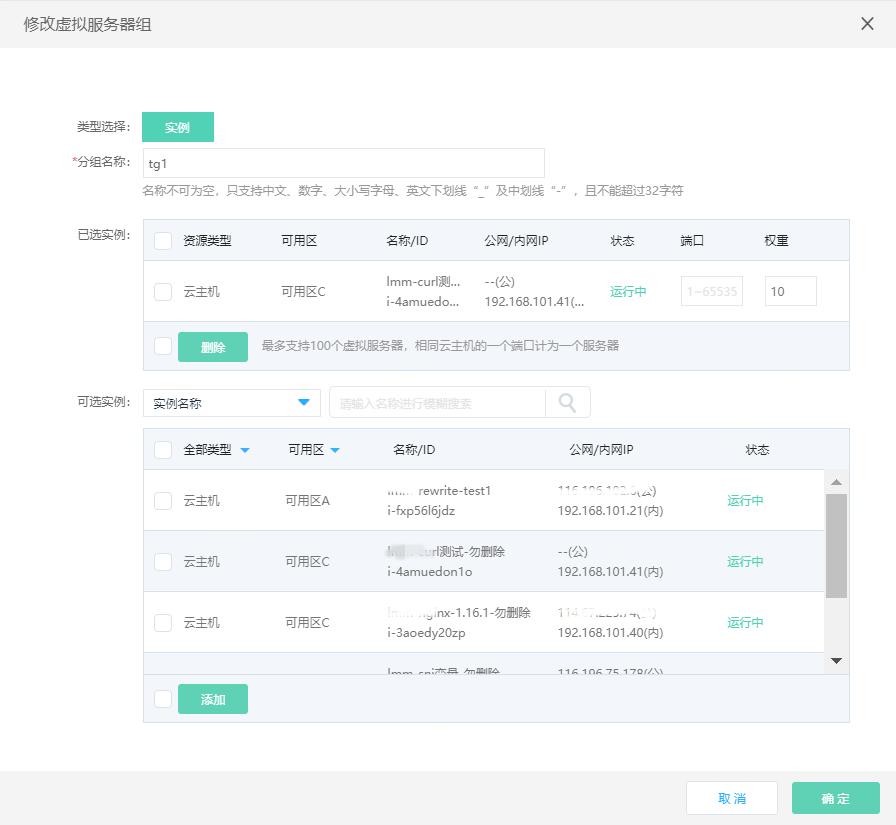 修改虚拟服务器组
类型选择： 实例
*分组名称： tg1
名称不可为空，只支持中文、数字、大小写字母、英文下划线“_”及中划线“-”，且不能超过32字符
已选实例： 资源类型 可用区 名称/ID 公网/内网IP 状态 端口 权重
云主机 可用区C lmm-curl测... --(公) 运行中 1~65535 10
i-4amuedo... 192.168.101.41(...
删除 最多支持100个虚拟服务器，相同云主机的一个端口计为一个服务器
可选实例： 实例名称 请输入名称进行模糊搜索
全部类型 可用区 名称/ID 公网/内网IP 状态
云主机 可用区A rewrite-test1 运行中
i-fxp56l6jdz 192.168.101.21(内)
云主机 可用区C url测试-勿删除 --(公) 运行中
i-4amuedon1o 192.168.101.41(内)
云主机 可用区C nginx-1.16.1-勿删除 运行中
i-3aoedy20zp 192.168.101.40(内)
lmm-sni变量-勿删除 116.196.75.178(公)
添加
取消 确定